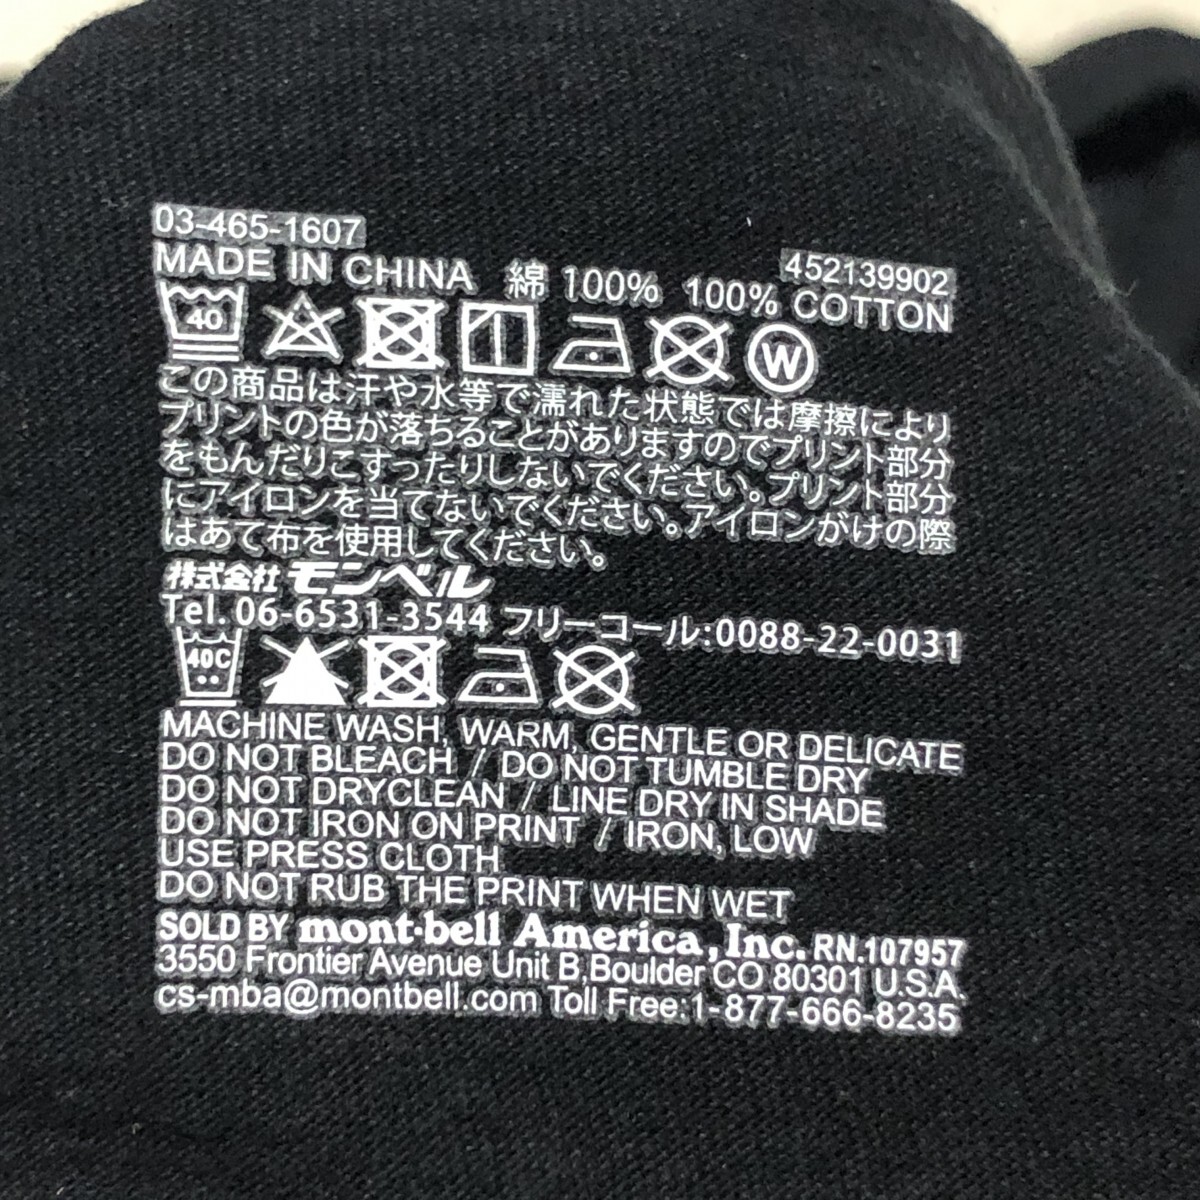 03-465-1607
452139902
MADE IN CHINA 綿 100% 100% COTTON
40 W
この商品は汗や水等で濡れた状態では摩擦により
プリントの色が落ちることがありますのでプリント部分
をもんだりこすったりしないでください。プリント部分
にアイロンを当てないでください。アイロンがけの際
はあて布を使用してください。
株式会社 モンベル
Tel. 06-6531-3544 フリーコール:0088-22-0031
40C
MACHINE WASH, WARM, GENTLE OR DELICATE
DO NOT BLEACH / DO NOT TUMBLE DRY
DO NOT DRYCLEAN / LINE DRY IN SHADE
DO NOT IRON ON PRINT / IRON, LOW
USE PRESS CLOTH
DO NOT RUB THE PRINT WHEN WET
SOLD BY mont·bell America, Inc. RN.107957
3550 Frontier Avenue Unit B,Boulder CO 80301 U.S.A.
cs-mba@montbell.com Toll Free:1-877-666-8235